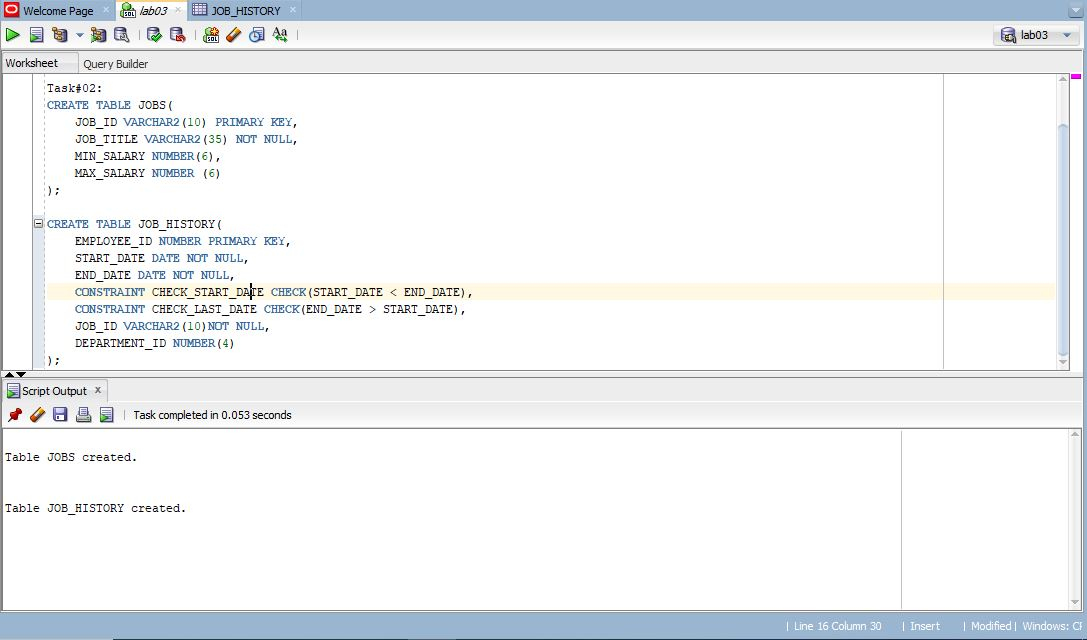 Welcome Page
lab03
JOB_HISTORY
lab03
Worksheet
Query Builder
Task#02:
CREATE TABLE JOBS(
JOB_ID VARCHAR2(10) PRIMARY KEY,
JOB_TITLE VARCHAR2(35) NOT NULL,
MIN_SALARY NUMBER(6),
MAX_SALARY NUMBER (6)
);
CREATE TABLE JOB_HISTORY(
EMPLOYEE_ID NUMBER PRIMARY KEY,
START_DATE DATE NOT NULL,
END_DATE DATE NOT NULL,
CONSTRAINT CHECK_START_DATE CHECK(START_DATE < END_DATE),
CONSTRAINT CHECK_LAST_DATE CHECK(END_DATE > START_DATE),
JOB_ID VARCHAR2(10)NOT NULL,
DEPARTMENT_ID NUMBER(4)
);
Script Output
Task completed in 0.053 seconds
Table JOBS created.
Table JOB_HISTORY created.
Line 16 Column 30 | Insert | Modified | Windows: